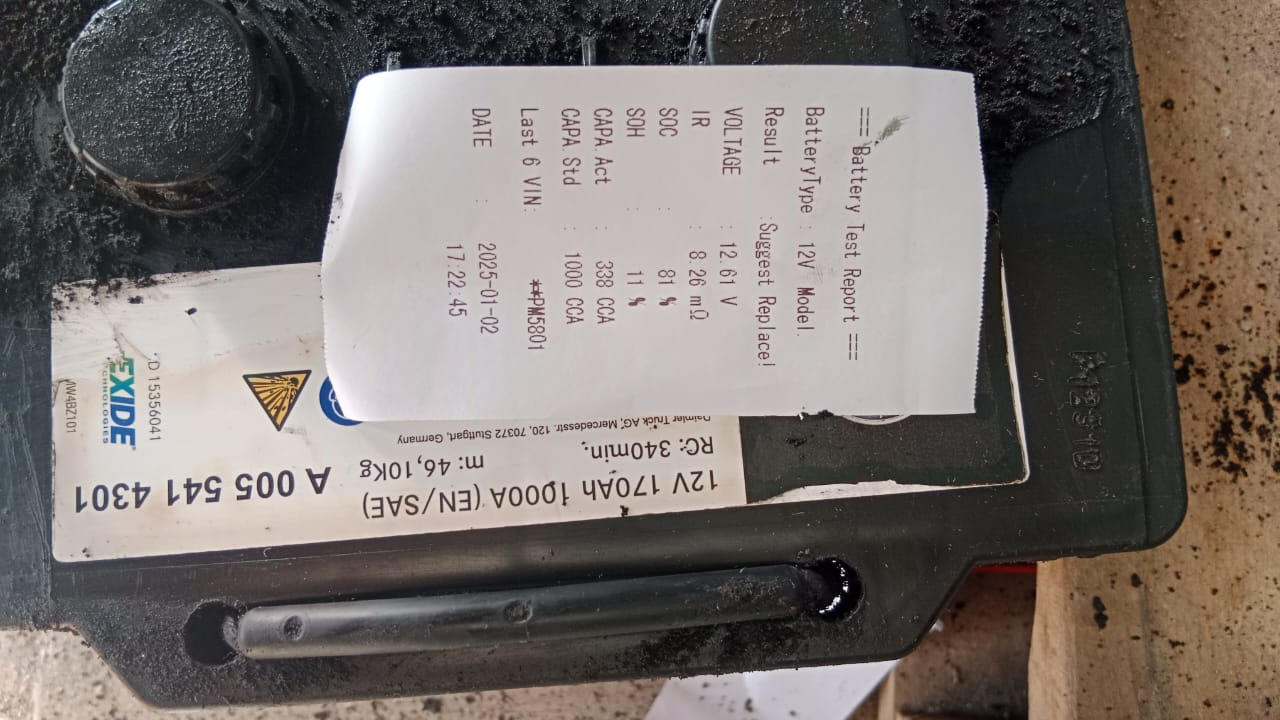 === Battery Test Report ===
BatteryType : 12V Model.
Result :Suggest Replace!
VOLTAGE : 12.61 V
IR : 8.26 mΩ
SOC : 81 %
SOH : 11 %
CAPA Act : 338 CCA
CAPA Std : 1000 CCA
Last 6 VIN: **PM5801
DATE : 2025-01-02
17:22:45
12V 170Ah 1000A (EN/SAE)
RC: 340min. m: 46,10Kg
A 005 541 4301
Daimler Truck AG, Mercedesstr. 120, 70372 Stuttgart, Germany
ID 15356041
EXIDE
TECHNOLOGIES